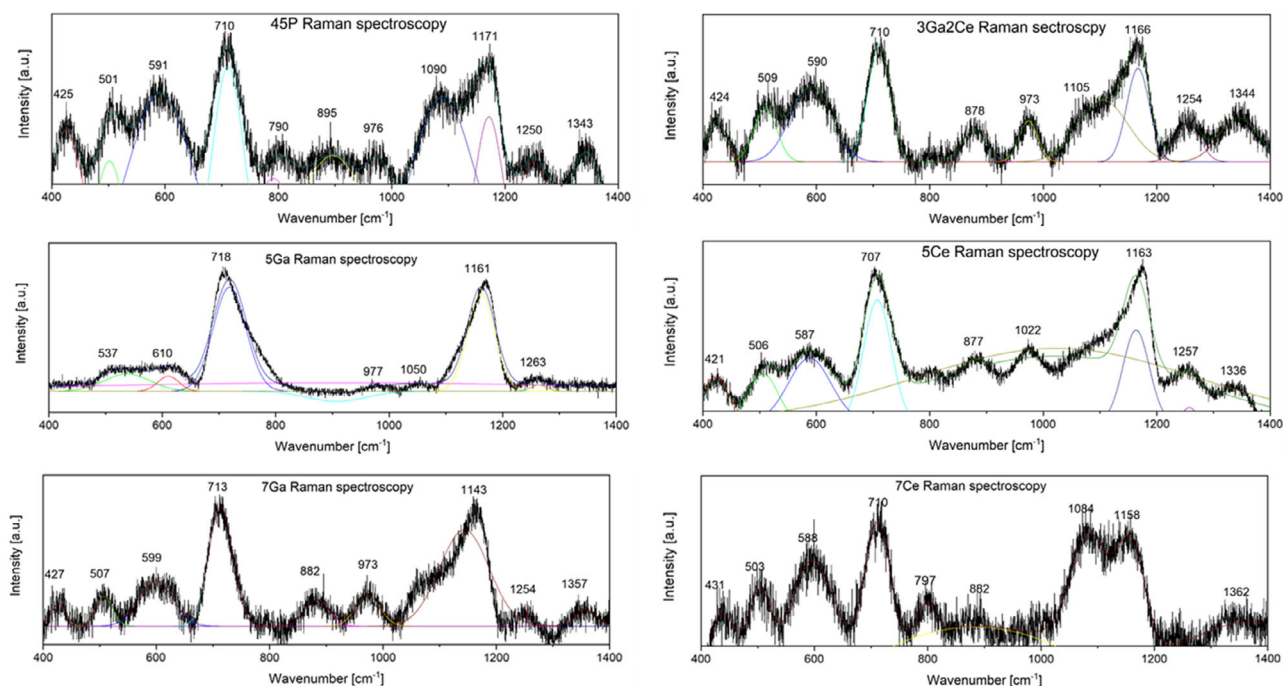 45P Raman spectroscopy
Intensity [a.u.]
425 501 591 710 790 895 976 1090 1171 1250 1343
400 600 800 1000 1200 1400
Wavenumber [cm⁻¹]
3Ga2Ce Raman sectroscpy
Intensity [a.u.]
424 509 590 710 878 973 1105 1166 1254 1344
400 600 800 1000 1200 1400
Wavenumber [cm⁻¹]
5Ga Raman spectroscopy
Intensity [a.u.]
537 610 718 977 1050 1161 1263
400 600 800 1000 1200 1400
Wavenumber [cm⁻¹]
5Ce Raman spectroscopy
Intensity [a.u.]
421 506 587 707 877 1022 1163 1257 1336
400 600 800 1000 1200 1400
Wavenumber [cm⁻¹]
7Ga Raman spectroscopy
Intensity [a.u.]
427 507 599 713 882 973 1143 1254 1357
400 600 800 1000 1200 1400
Wavenumber [cm⁻¹]
7Ce Raman spectroscopy
Intensity [a.u.]
431 503 588 710 797 882 1084 1158 1362
400 600 800 1000 1200 1400
Wavenumber [cm⁻¹]